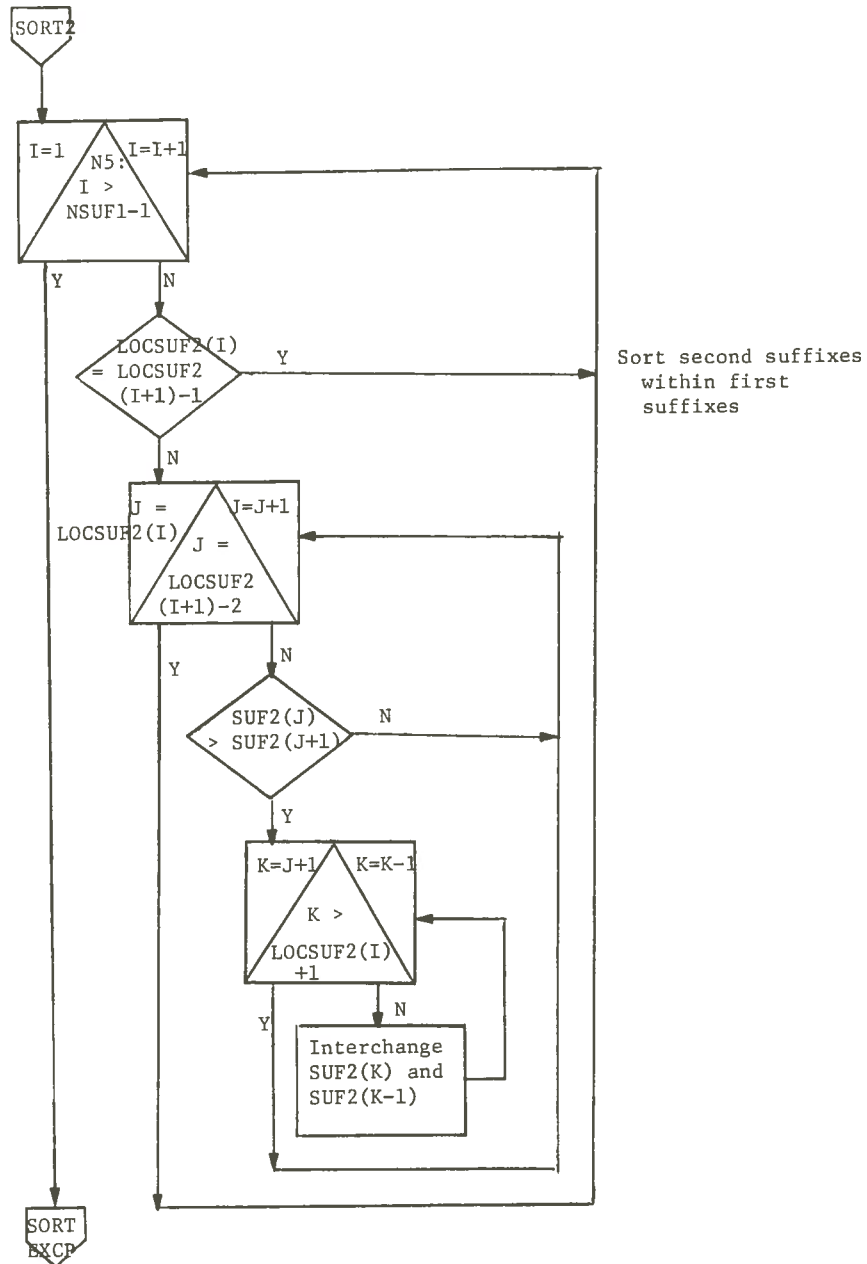 SORT2
I=1
I=I+1
N5:
I >
NSUF1-1
Y
N
LOCSUF2(I)
= LOCSUF2
(I+1)-1
Y
Sort second suffixes
within first
suffixes
N
J =
LOCSUF2(I)
J=J+1
J =
LOCSUF2
(I+1)-2
Y
N
SUF2(J)
> SUF2(J+1)
N
Y
K=J+1
K=K-1
K >
LOCSUF2(I)
+1
Y
N
Interchange
SUF2(K) and
SUF2(K-1)
SORT
EXCP